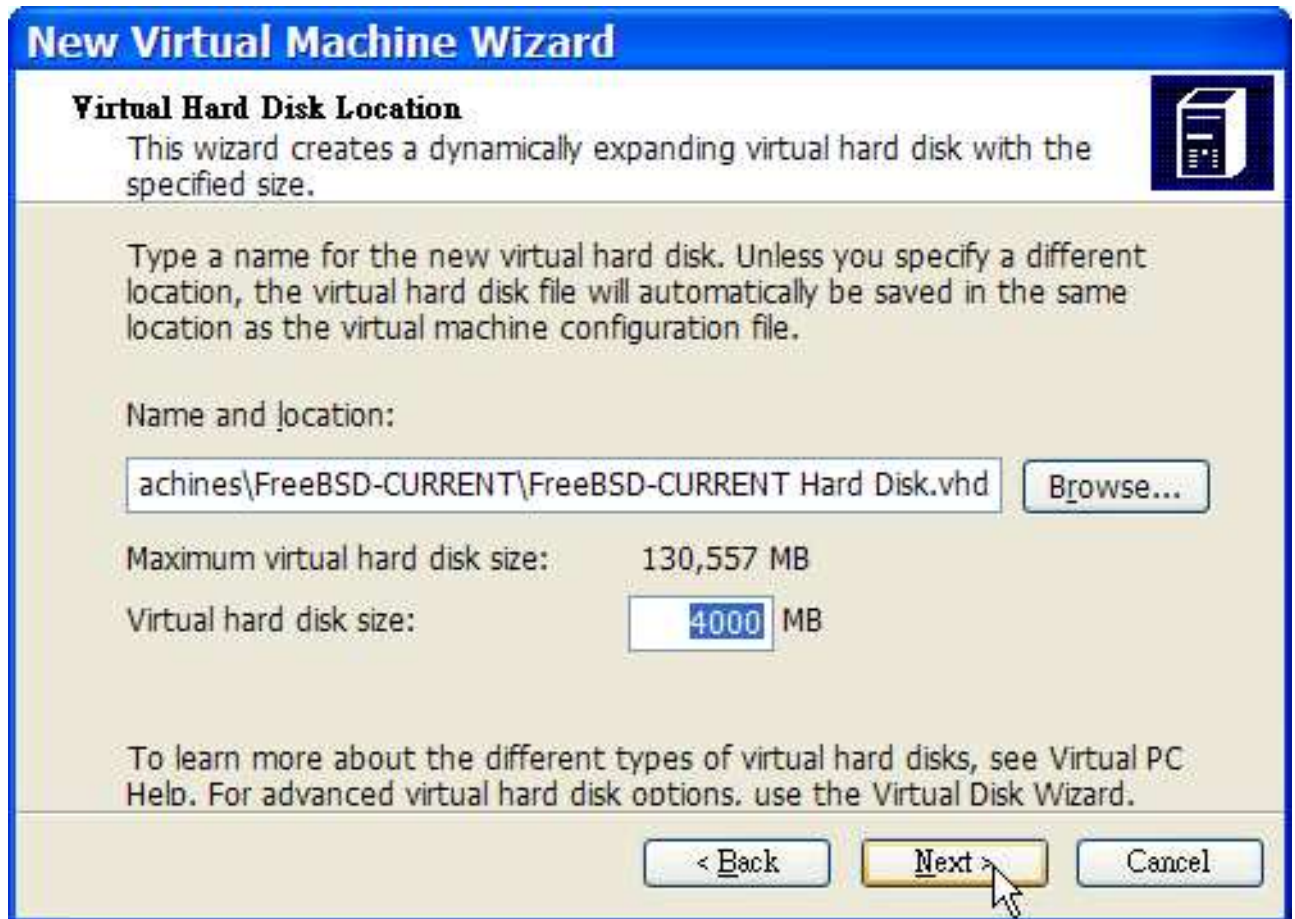 New Virtual Machine Wizard
Virtual Hard Disk Location
This wizard creates a dynamically expanding virtual hard disk with the
specified size.
Type a name for the new virtual hard disk. Unless you specify a different
location, the virtual hard disk file will automatically be saved in the same
location as the virtual machine configuration file.
Name and location:
achines\FreeBSD-CURRENT\FreeBSD-CURRENT Hard Disk.vhd Browse...
Maximum virtual hard disk size: 130,557 MB
Virtual hard disk size: 4000 MB
To learn more about the different types of virtual hard disks, see Virtual PC
Help. For advanced virtual hard disk options, use the Virtual Disk Wizard.
< Back Next > Cancel